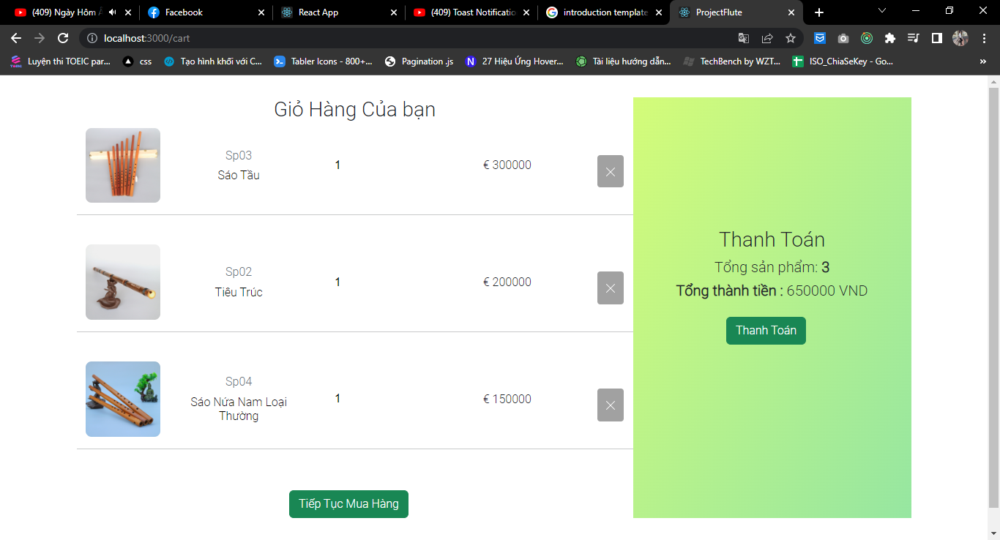 (409) Ngày Hôm
Facebook
React App
(409) Toast Notificatio
introduction template
ProjectFlute
localhost:3000/cart
Luyện thi TOEIC par...
css
Tạo hình khối với C...
Tabler Icons - 800+...
Pagination .js
27 Hiệu Ứng Hover...
Tài liệu hướng dẫn...
TechBench by WZT...
ISO_ChiaSeKey - Go...
»
Giỏ Hàng Của bạn
Sp03
Sáo Tầu
1
€ 300000
Sp02
Tiêu Trúc
1
€ 200000
Sp04
Sáo Nứa Nam Loại
Thường
1
€ 150000
Tiếp Tục Mua Hàng
Thanh Toán
Tổng sản phẩm: 3
Tổng thành tiền : 650000 VND
Thanh Toán